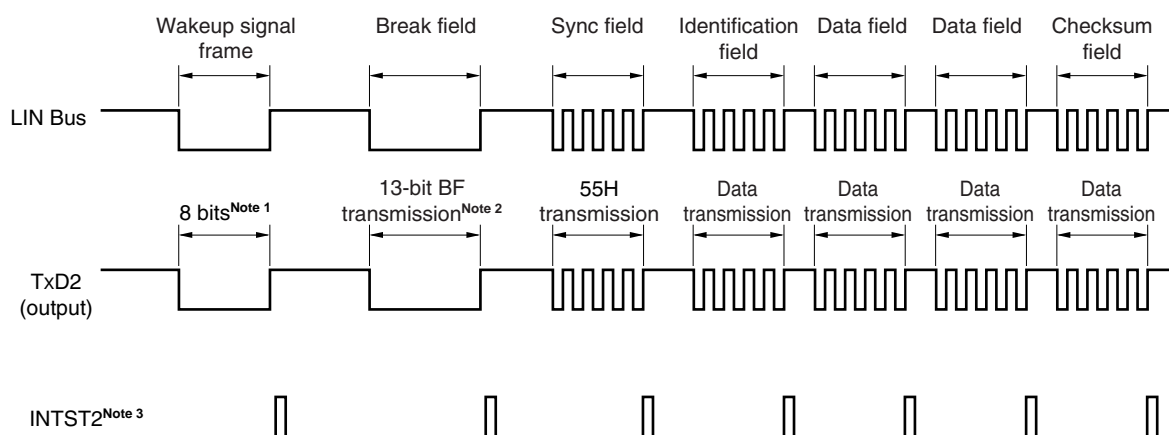 Wakeup signal frame
Break field
Sync field
Identification field
Data field
Data field
Checksum field
LIN Bus
8 bitsNote 1
13-bit BF transmissionNote 2
55H transmission
Data transmission
Data transmission
Data transmission
Data transmission
TxD2 (output)
INTST2Note 3